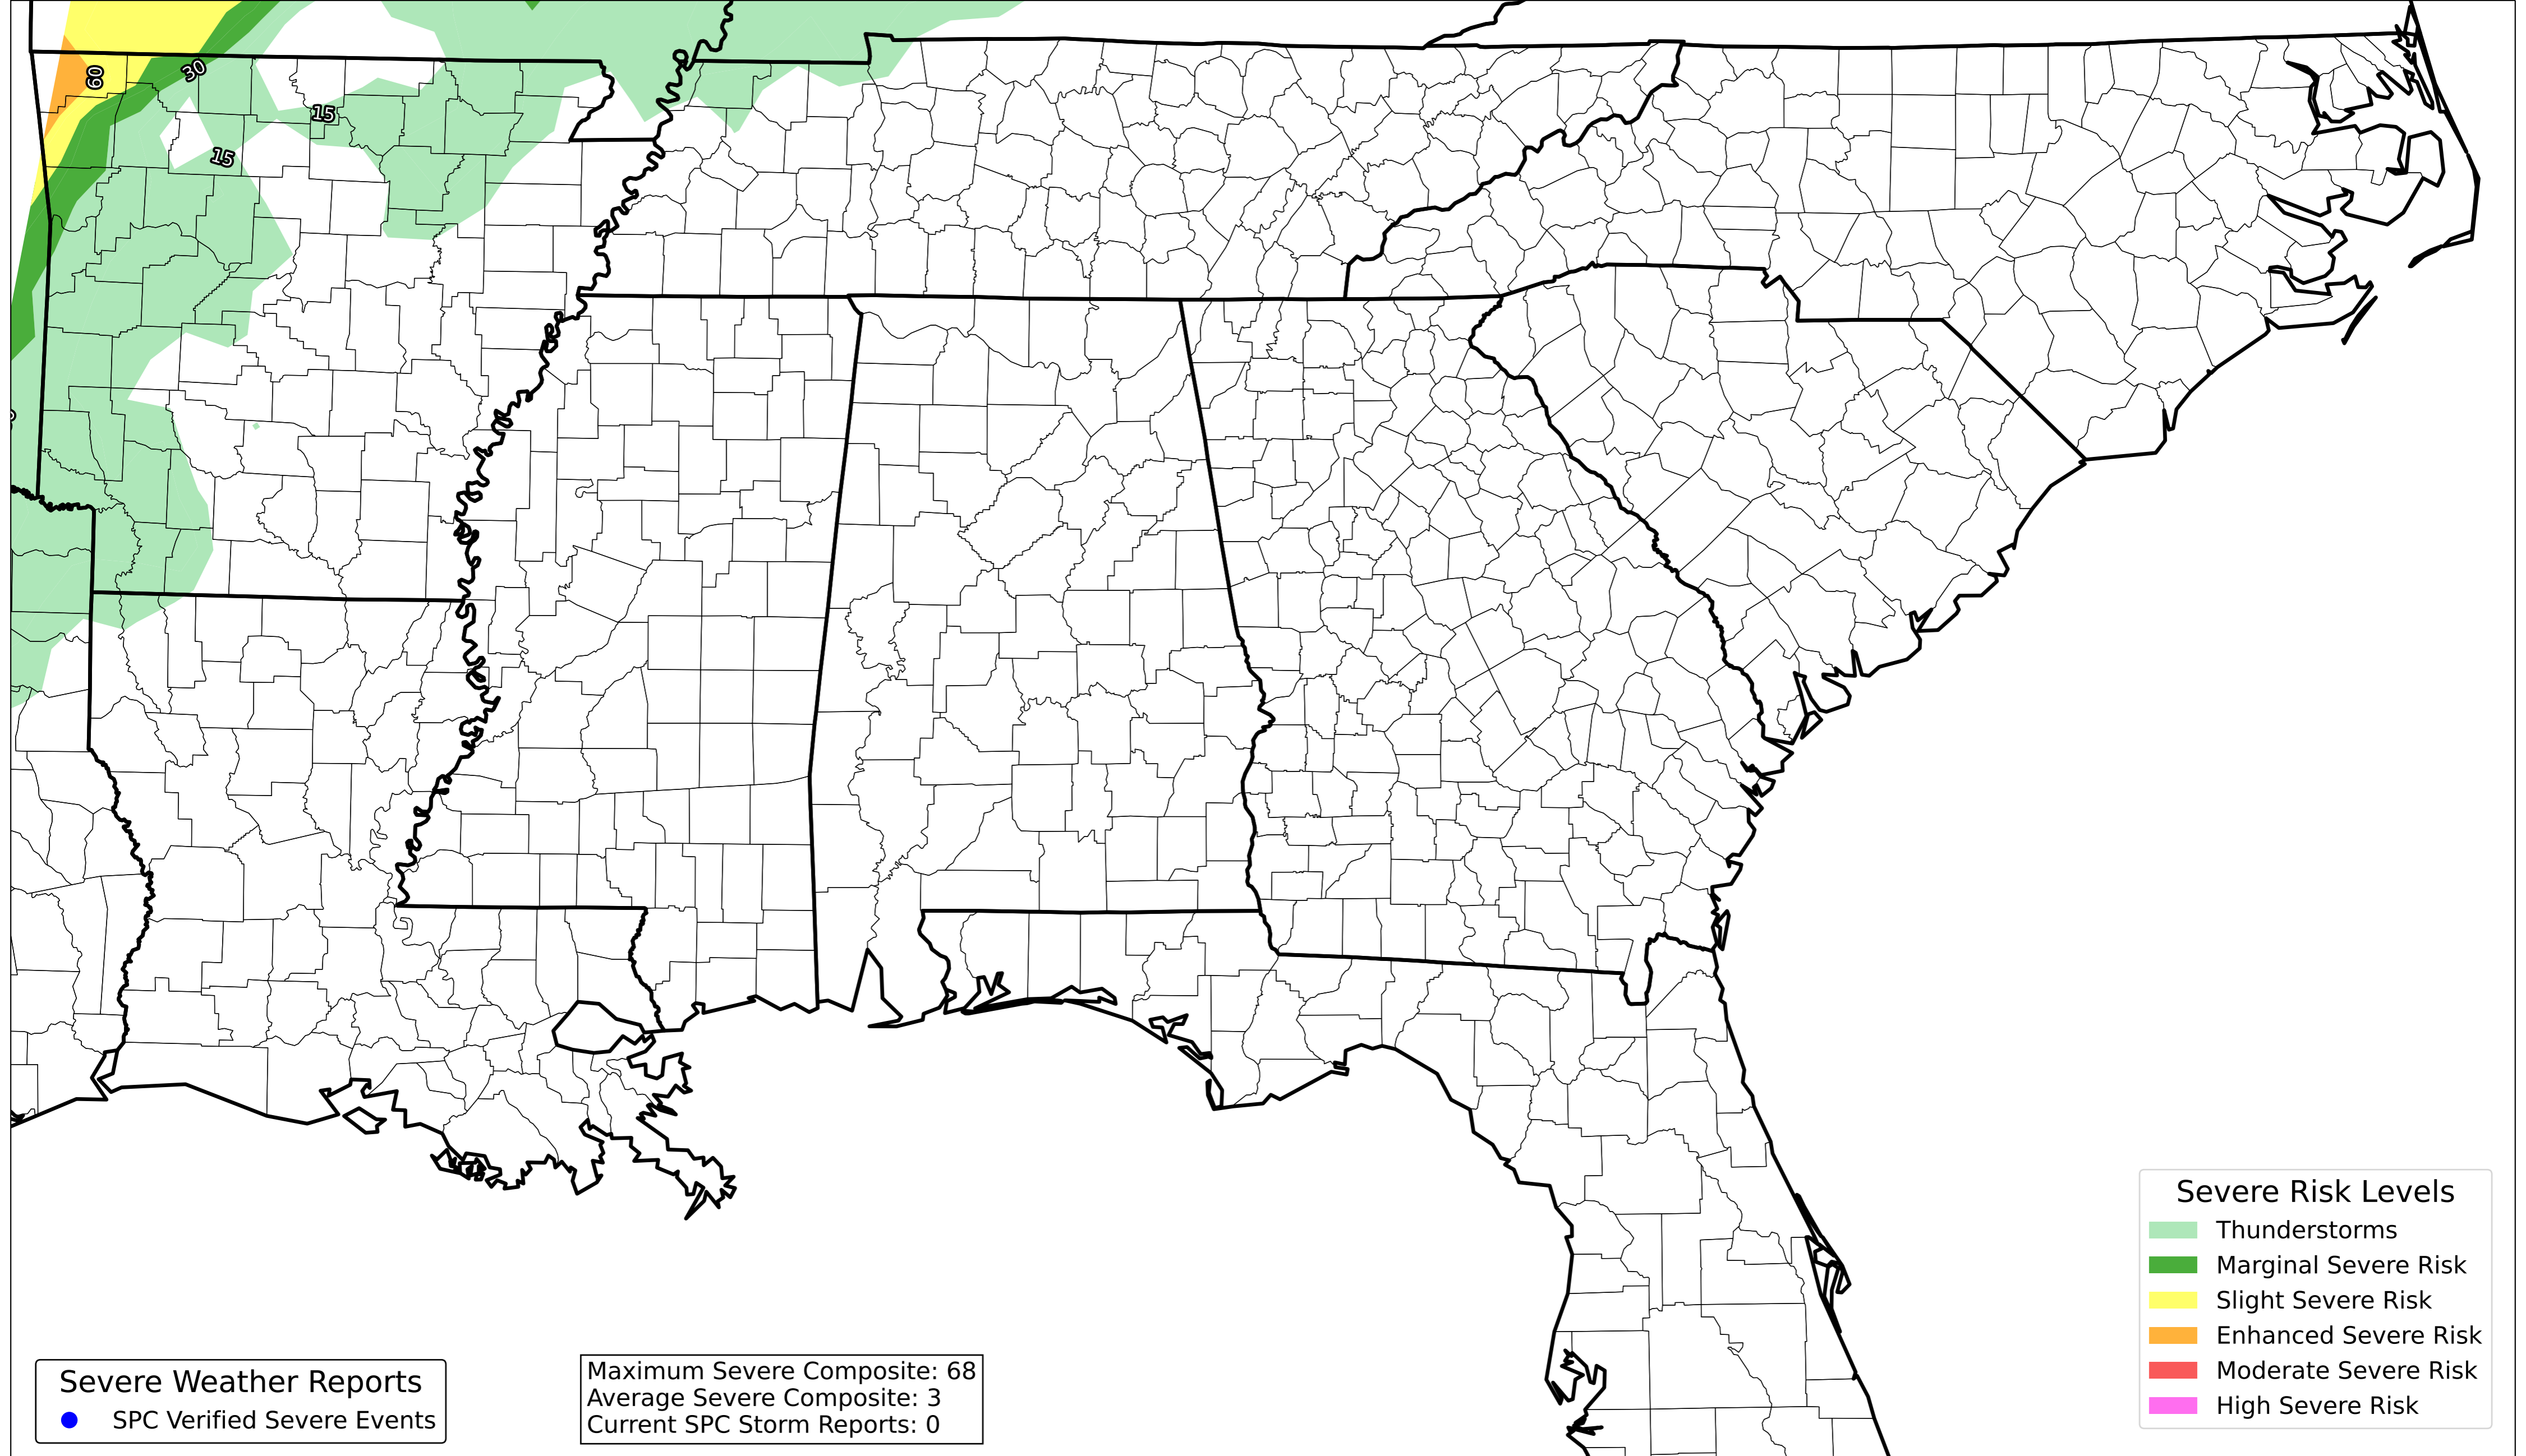 60
30
15
15
Severe Weather Reports
SPC Verified Severe Events
Maximum Severe Composite: 68
Average Severe Composite: 3
Current SPC Storm Reports: 0
Severe Risk Levels
Thunderstorms
Marginal Severe Risk
Slight Severe Risk
Enhanced Severe Risk
Moderate Severe Risk
High Severe Risk